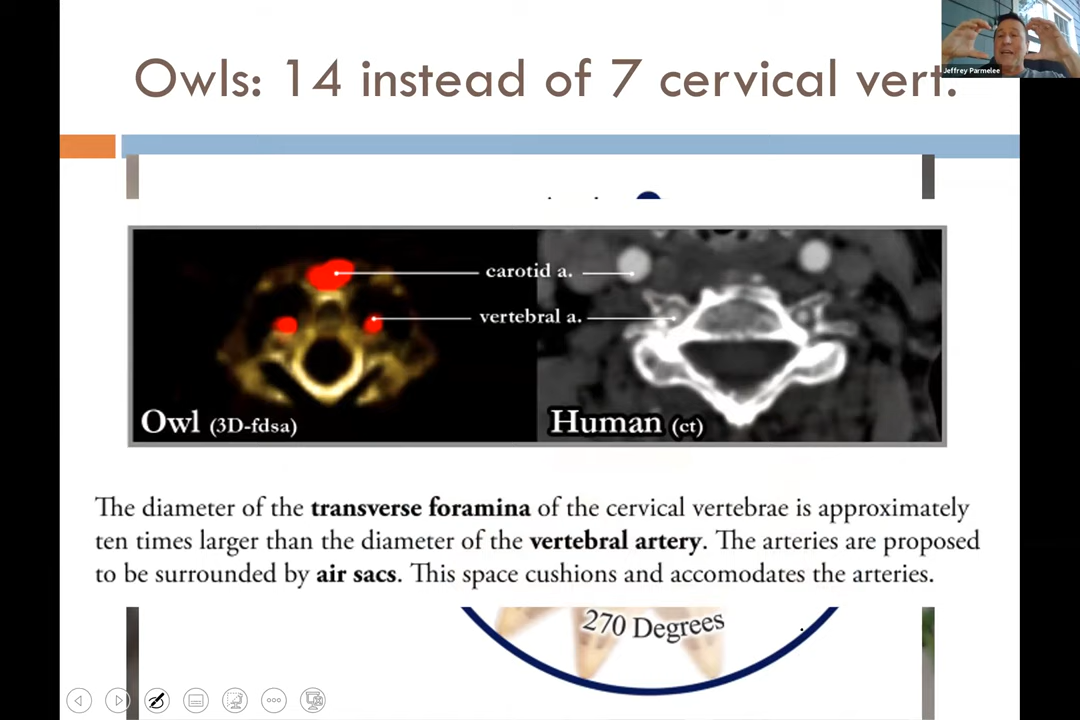 Owls: 14 instead of 7 cervical vert.
Jeffrey Parmelee
carotid a.
vertebral a.
Owl (3D-fdsa)
Human (ct)
The diameter of the transverse foramina of the cervical vertebrae is approximately
ten times larger than the diameter of the vertebral artery. The arteries are proposed
to be surrounded by air sacs. This space cushions and accomodates the arteries.
270 Degrees